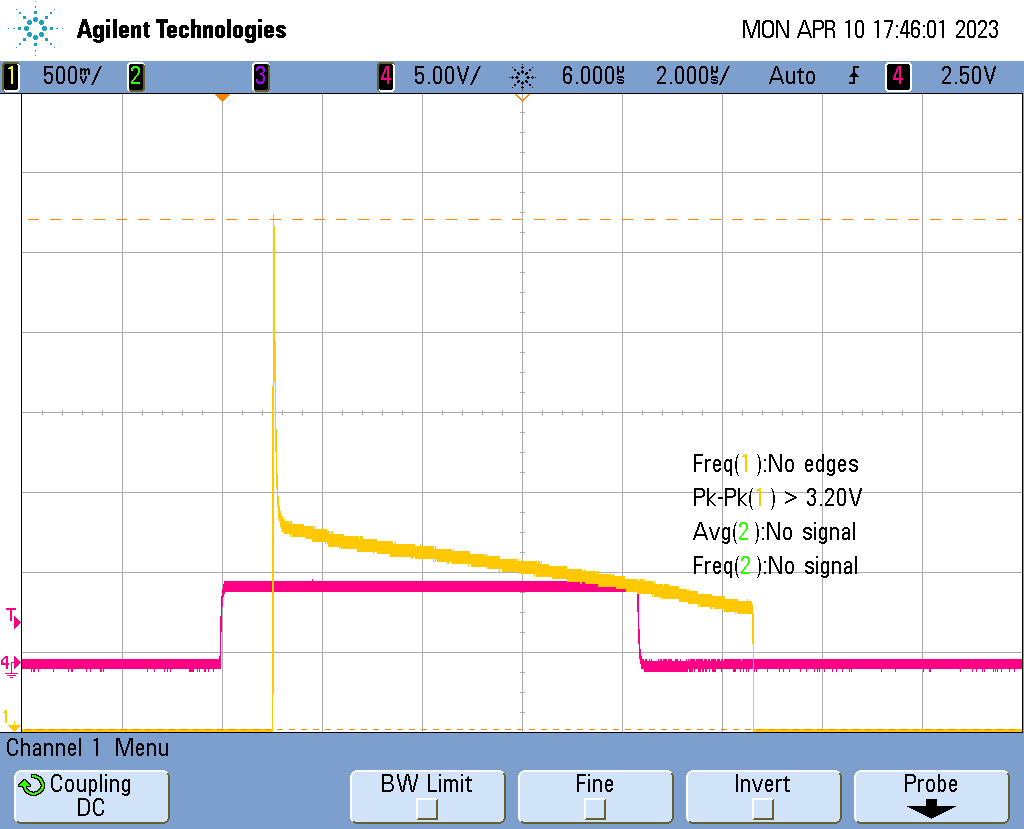 Agilent Technologies MON APR 10 17:46:01 2023
1 500mV/ 2 3 4 5.00V/ 6.000us 2.000us/ Auto 4 2.50V
Freq(1):No edges
Pk-Pk(1) > 3.20V
Avg(2):No signal
Freq(2):No signal
T
4
1
Channel 1 Menu
Coupling BW Limit Fine Invert Probe
DC